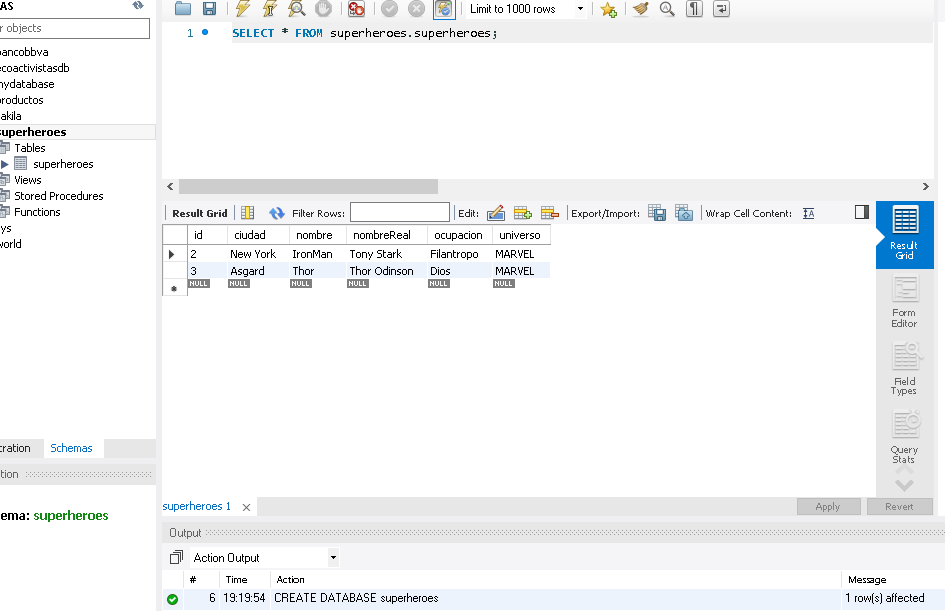 AS
r objects
ancobbva
ecoactivistasdb
mydatabase
productos
akila
superheroes
Tables
superheroes
Views
Stored Procedures
Functions
ys
world
tration Schemas
tion
ema: superheroes
Limit to 1000 rows
1 SELECT * FROM superheroes.superheroes;
Result Grid Filter Rows: Edit: Export/Import: Wrap Cell Content: IA
id ciudad nombre nombreReal ocupacion universo
2 New York IronMan Tony Stark Filantropo MARVEL
3 Asgard Thor Thor Odinson Dios MARVEL
NULL NULL NULL NULL NULL NULL
Result
Grid
Form
Editor
Field
Types
Query
Stats
superheroes 1
Apply Revert
Output
Action Output
# Time Action Message
6 19:19:54 CREATE DATABASE superheroes 1 row(s) affected